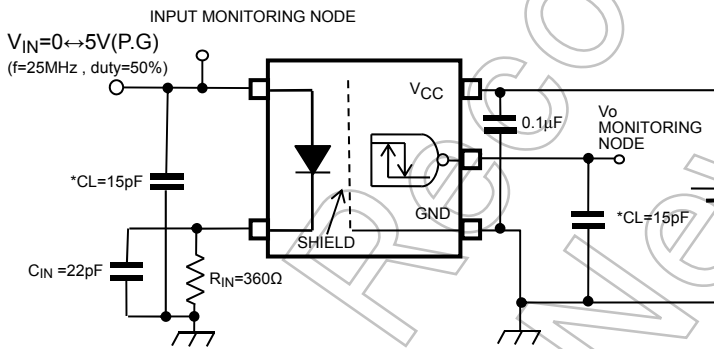 INPUT MONITORING NODE
VIN=0↔5V(P.G)
(f=25MHz , duty=50%)
VCC
0.1μF
Vo
MONITORING
NODE
*CL=15pF
GND
*CL=15pF
SHIELD
CIN =22pF
RIN=360Ω